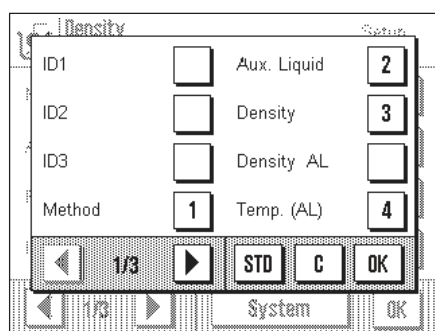 Density
ID1 Aux. Liquid 2
ID2 Density 3
ID3 Density AL
Method 1 Temp. (AL) 4
1/3 STD C OK
1/3 System OK